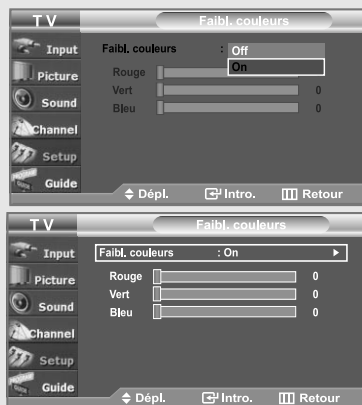 TV Faibl. couleurs
Input Faibl. couleurs : Off
On
Picture Rouge
Vert 0
Sound Bleu 0
Channel
Setup
Guide
Dépl. Intro. Retour
TV Faibl. couleurs
Input Faibl. couleurs : On
Picture Rouge 0
Vert 0
Sound Bleu 0
Channel
Setup
Guide
Dépl. Intro. Retour